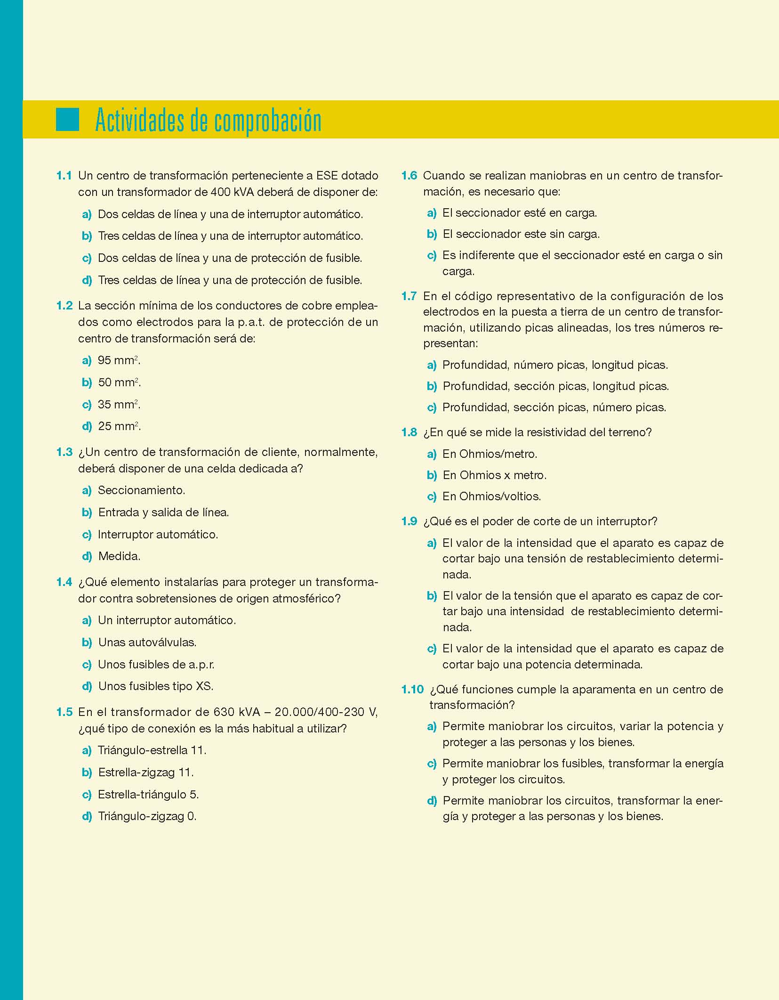 Actividades de comprobación
1.1 Un centro de transformación perteneciente a ESE dotado
con un transformador de 400 kVA deberá de disponer de:
a) Dos celdas de línea y una de interruptor automático.
b) Tres celdas de línea y una de interruptor automático.
c) Dos celdas de línea y una de protección de fusible.
d) Tres celdas de línea y una de protección de fusible.
1.2 La sección mínima de los conductores de cobre emplea-
dos como electrodos para la p.a.t. de protección de un
centro de transformación será de:
a) 95 mm².
b) 50 mm².
c) 35 mm².
d) 25 mm².
1.3 ¿Un centro de transformación de cliente, normalmente,
deberá disponer de una celda dedicada a?
a) Seccionamiento.
b) Entrada y salida de línea.
c) Interruptor automático.
d) Medida.
1.4 ¿Qué elemento instalarías para proteger un transforma-
dor contra sobretensiones de origen atmosférico?
a) Un interruptor automático.
b) Unas autoválvulas.
c) Unos fusibles de a.p.r.
d) Unos fusibles tipo XS.
1.5 En el transformador de 630 kVA – 20.000/400-230 V,
¿qué tipo de conexión es la más habitual a utilizar?
a) Triángulo-estrella 11.
b) Estrella-zigzag 11.
c) Estrella-triángulo 5.
d) Triángulo-zigzag 0.
1.6 Cuando se realizan maniobras en un centro de transfor-
mación, es necesario que:
a) El seccionador esté en carga.
b) El seccionador este sin carga.
c) Es indiferente que el seccionador esté en carga o sin
carga.
1.7 En el código representativo de la configuración de los
electrodos en la puesta a tierra de un centro de transfor-
mación, utilizando picas alineadas, los tres números re-
presentan:
a) Profundidad, número picas, longitud picas.
b) Profundidad, sección picas, longitud picas.
c) Profundidad, sección picas, número picas.
1.8 ¿En qué se mide la resistividad del terreno?
a) En Ohmios/metro.
b) En Ohmios x metro.
c) En Ohmios/voltios.
1.9 ¿Qué es el poder de corte de un interruptor?
a) El valor de la intensidad que el aparato es capaz de
cortar bajo una tensión de restablecimiento determi-
nada.
b) El valor de la tensión que el aparato es capaz de cor-
tar bajo una intensidad de restablecimiento determi-
nada.
c) El valor de la intensidad que el aparato es capaz de
cortar bajo una potencia determinada.
1.10 ¿Qué funciones cumple la aparamenta en un centro de
transformación?
a) Permite maniobrar los circuitos, variar la potencia y
proteger a las personas y los bienes.
c) Permite maniobrar los fusibles, transformar la energía
y proteger los circuitos.
d) Permite maniobrar los circuitos, transformar la ener-
gía y proteger a las personas y los bienes.